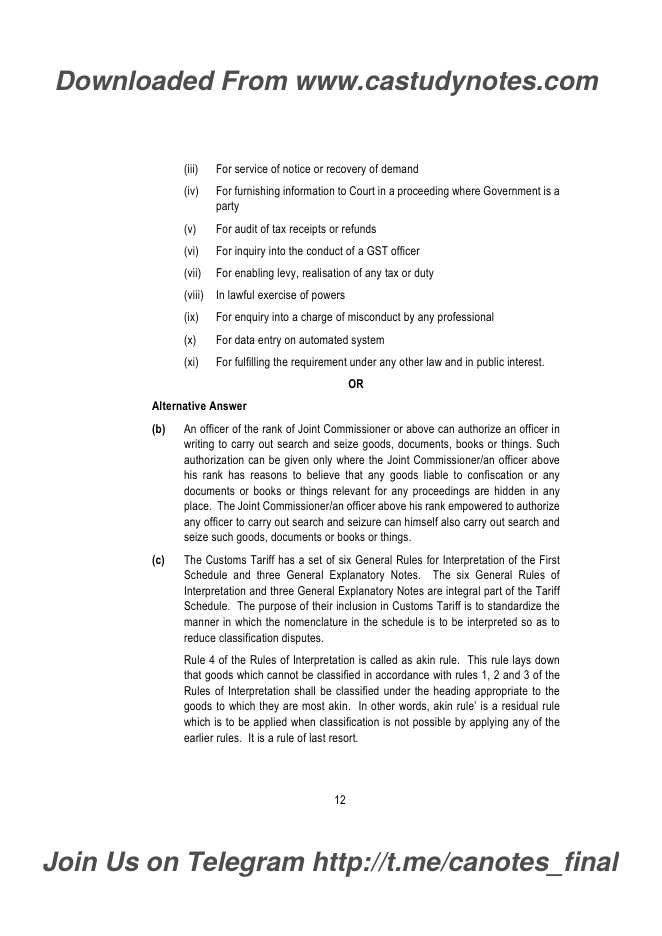 Downloaded From www.castudynotes.com
(iii) For service of notice or recovery of demand
(iv) For furnishing information to Court in a proceeding where Government is a
party
(v) For audit of tax receipts or refunds
(vi) For inquiry into the conduct of a GST officer
(vii) For enabling levy, realisation of any tax or duty
(viii) In lawful exercise of powers
(ix) For enquiry into a charge of misconduct by any professional
(x) For data entry on automated system
(xi) For fulfilling the requirement under any other law and in public interest.
OR
Alternative Answer
(b) An officer of the rank of Joint Commissioner or above can authorize an officer in
writing to carry out search and seize goods, documents, books or things. Such
authorization can be given only where the Joint Commissioner/an officer above
his rank has reasons to believe that any goods liable to confiscation or any
documents or books or things relevant for any proceedings are hidden in any
place. The Joint Commissioner/an officer above his rank empowered to authorize
any officer to carry out search and seizure can himself also carry out search and
seize such goods, documents or books or things.
(c) The Customs Tariff has a set of six General Rules for Interpretation of the First
Schedule and three General Explanatory Notes. The six General Rules of
Interpretation and three General Explanatory Notes are integral part of the Tariff
Schedule. The purpose of their inclusion in Customs Tariff is to standardize the
manner in which the nomenclature in the schedule is to be interpreted so as to
reduce classification disputes.
Rule 4 of the Rules of Interpretation is called as akin rule. This rule lays down
that goods which cannot be classified in accordance with rules 1, 2 and 3 of the
Rules of Interpretation shall be classified under the heading appropriate to the
goods to which they are most akin. In other words, akin rule’ is a residual rule
which is to be applied when classification is not possible by applying any of the
earlier rules. It is a rule of last resort.
12
Join Us on Telegram http://t.me/canotes_final